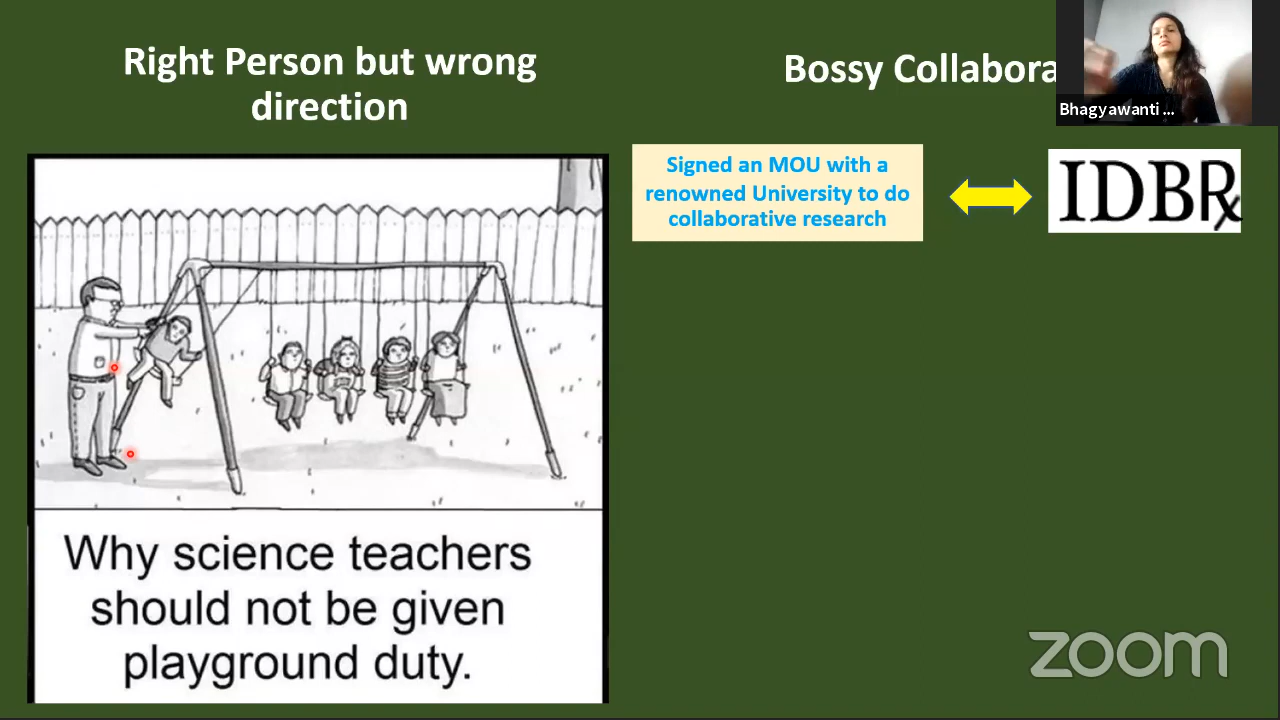 Right Person but wrong
direction
Bossy Collabora
Bhagyawanti ...
Signed an MOU with a
renowned University to do
collaborative research
IDBRx
Why science teachers
should not be given
playground duty.
zoom